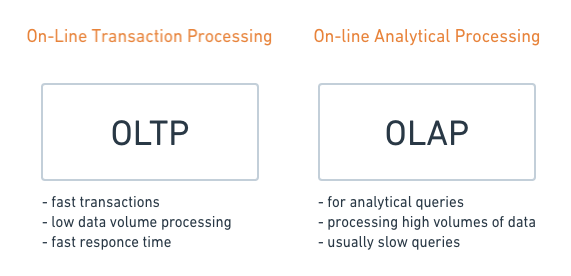 On-Line Transaction Processing
OLTP
- fast transactions
- low data volume processing
- fast responce time
On-line Analytical Processing
OLAP
- for analytical queries
- processing high volumes of data
- usually slow queries